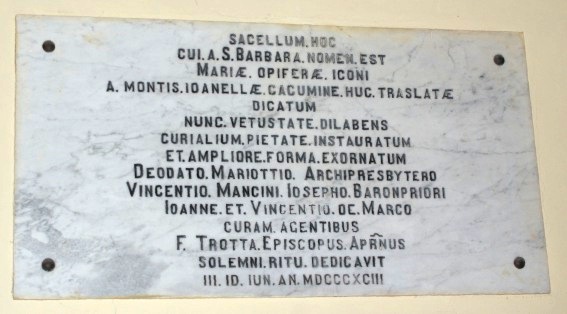 SACELLUM.HOC
CUI.A.S.BARBARA.NOMEN.EST
MARIÆ.OPIFERÆ.ICONI
A.MONTIS.IOANELLÆ.CACUMINE.HUC.TRASLATÆ
DICATUM
NUNC.VETUSTATE.DILABENS
CURIALIUM.PIETATE.INSTAURATUM
ET.AMPLIORE.FORMA.EXORNATUM
DEODATO.MARIOTTIO.ARCHIPRESBYTERO
VINCENTIO.MANCINI.IOSEPHO.BARONPRIORI
IOANNE.ET.VINCENTIO.DE.MARCO
CURAM.AGENTIBUS
F.TROTTA.EPISCOPUS.APRÑUS
SOLEMNI.RITU.DEDICAVIT
III.ID.IUN.AN.MDCCCXCIII